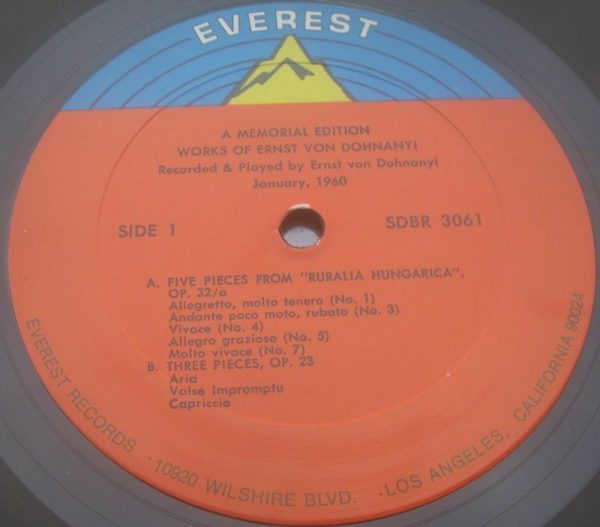 EVEREST
A MEMORIAL EDITION
WORKS OF ERNST VON DOHNANYI
Recorded & Played by Ernst von Dohnanyi
January, 1960
SIDE 1
SDBR 3061
A. FIVE PIECES FROM "RURALIA HUNGARICA",
OP. 32/a
Allegretto, molto tenero (No. 1)
Andante poco moto, rubato (No. 3)
Vivace (No. 4)
Allegro grazioso (No. 5)
Molto vivace (No. 7)
B. THREE PIECES, OP. 23
Aria
Valse Impromptu
Capriccio
EVEREST RECORDS · 10920 WILSHIRE BLVD. · LOS ANGELES, CALIFORNIA 90024